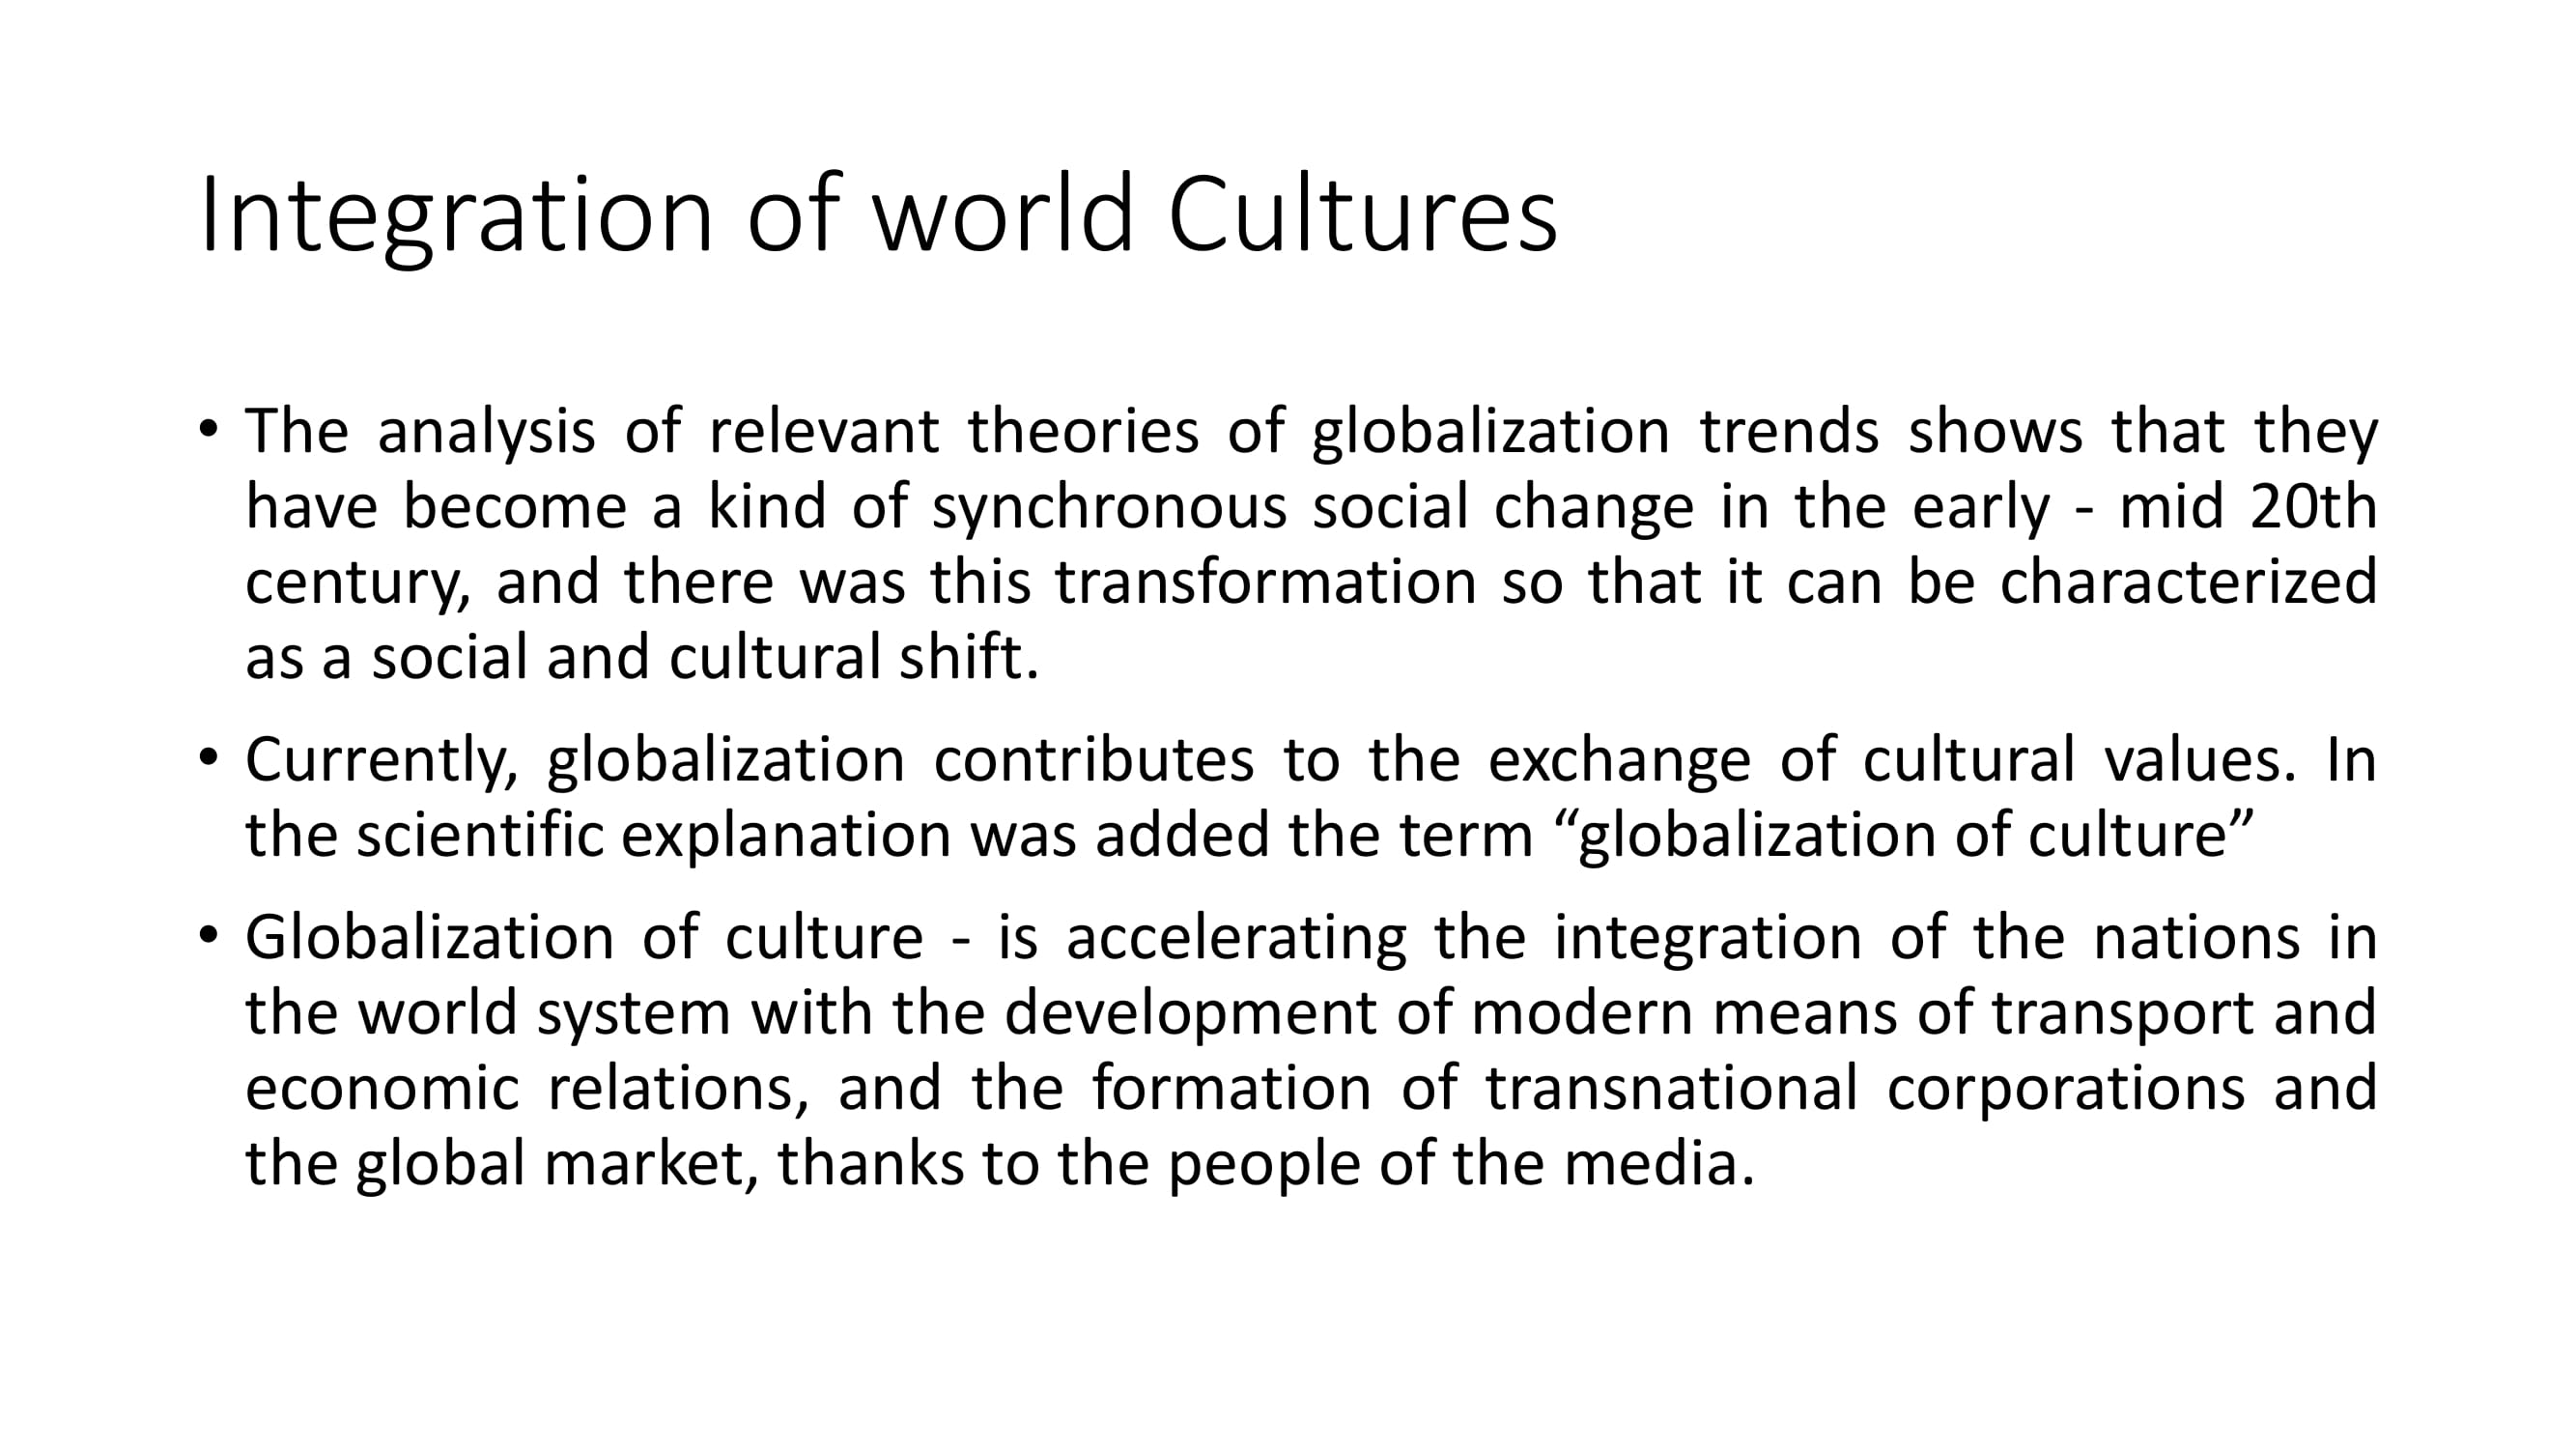 Integration of world Cultures
• The analysis of relevant theories of globalization trends shows that they
have become a kind of synchronous social change in the early - mid 20th
century, and there was this transformation so that it can be characterized
as a social and cultural shift.
• Currently, globalization contributes to the exchange of cultural values. In
the scientific explanation was added the term “globalization of culture”
• Globalization of culture - is accelerating the integration of the nations in
the world system with the development of modern means of transport and
economic relations, and the formation of transnational corporations and
the global market, thanks to the people of the media.